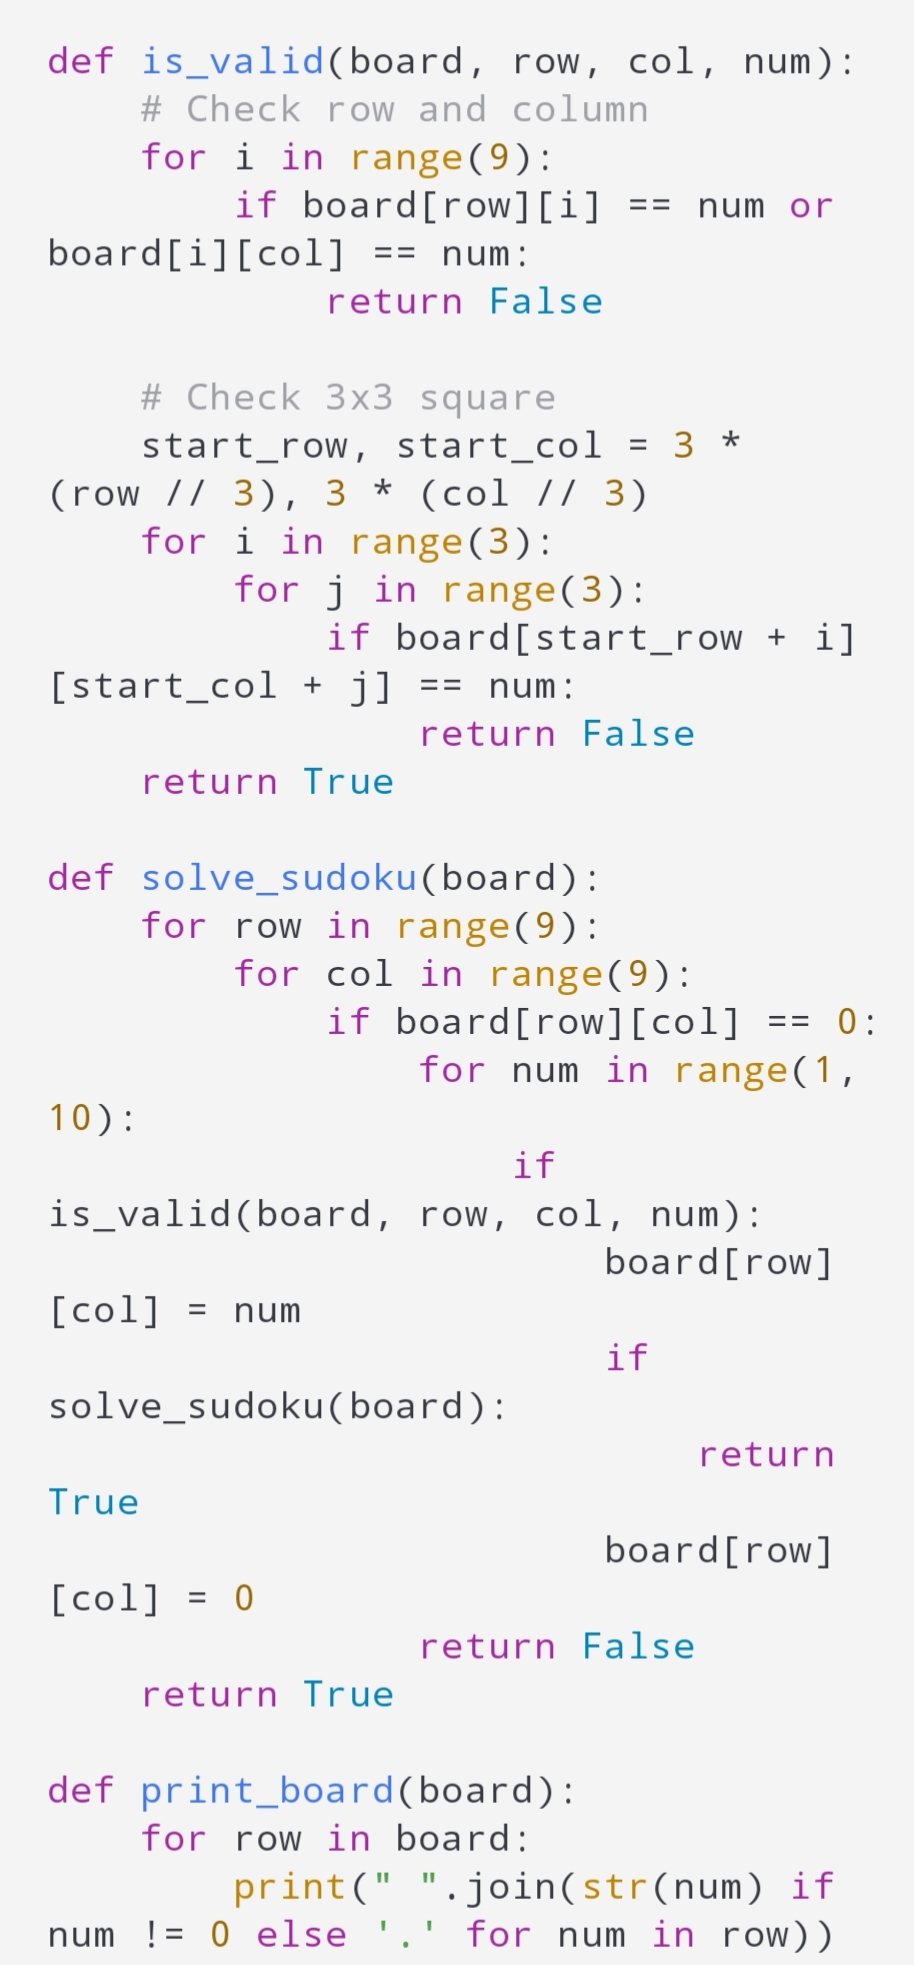 def is_valid(board, row, col, num):
    # Check row and column
    for i in range(9):
        if board[row][i] == num or
board[i][col] == num:
            return False

    # Check 3x3 square
    start_row, start_col = 3 *
(row // 3), 3 * (col // 3)
    for i in range(3):
        for j in range(3):
            if board[start_row + i]
[start_col + j] == num:
                return False
    return True

def solve_sudoku(board):
    for row in range(9):
        for col in range(9):
            if board[row][col] == 0:
                for num in range(1,
10):
                    if
is_valid(board, row, col, num):
                        board[row]
[col] = num
                        if
solve_sudoku(board):
                            return
True
                        board[row]
[col] = 0
                return False
    return True

def print_board(board):
    for row in board:
        print(" ".join(str(num) if
num != 0 else '.' for num in row))